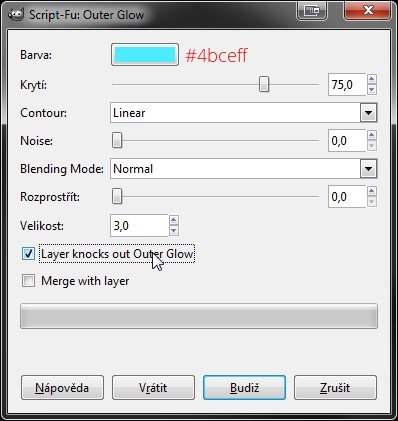 Script-Fu: Outer Glow
Barva: #4bceff
Krytí: 75,0
Contour: Linear
Noise: 0,0
Blending Mode: Normal
Rozprostřít: 0,0
Velikost: 3,0
Layer knocks out Outer Glow
Merge with layer
Nápověda Vrátit Budiž Zrušit